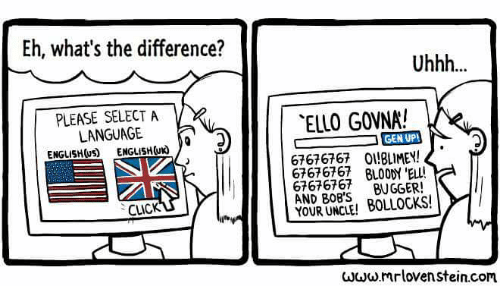 Eh, what's the difference?
PLEASE SELECT A
LANGUAGE
ENGLISH(US) ENGLISH(UK)
CLICK
Uhhh...
'ELLO GOVNA!
GEN UP!
67676767 OI!BLIMEY!
67676767 BLOODY 'ELL!
67676767 BUGGER!
AND BOB'S BOLLOCKS!
YOUR UNCLE!
www.mrlovenstein.com